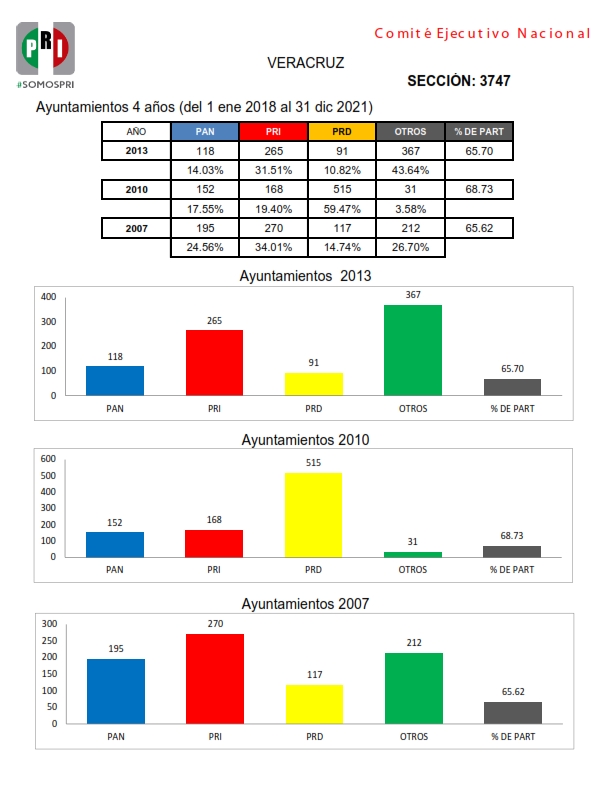 PRI
#SOMOSPRI
Comité Ejecutivo Nacional
VERACRUZ
SECCIÒN: 3747
Ayuntamientos 4 años (del 1 ene 2018 al 31 dic 2021)
AÑO PAN PRI PRD OTROS % DE PART
2013 118 265 91 367 65.70
14.03% 31.51% 10.82% 43.64%
2010 152 168 515 31 68.73
17.55% 19.40% 59.47% 3.58%
2007 195 270 117 212 65.62
24.56% 34.01% 14.74% 26.70%
Ayuntamientos 2013
400
300
200
100
0
118 265 91 367 65.70
PAN PRI PRD OTROS % DE PART
Ayuntamientos 2010
600
500
400
300
200
100
0
152 168 515 31 68.73
PAN PRI PRD OTROS % DE PART
Ayuntamientos 2007
300
250
200
150
100
50
0
195 270 117 212 65.62
PAN PRI PRD OTROS % DE PART